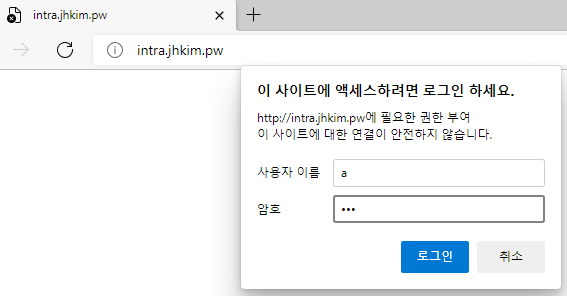 intra.jhkim.pw
intra.jhkim.pw
이 사이트에 액세스하려면 로그인 하세요.
http://intra.jhkim.pw에 필요한 권한 부여
이 사이트에 대한 연결이 안전하지 않습니다.
사용자 이름 a
암호 •••
로그인 취소